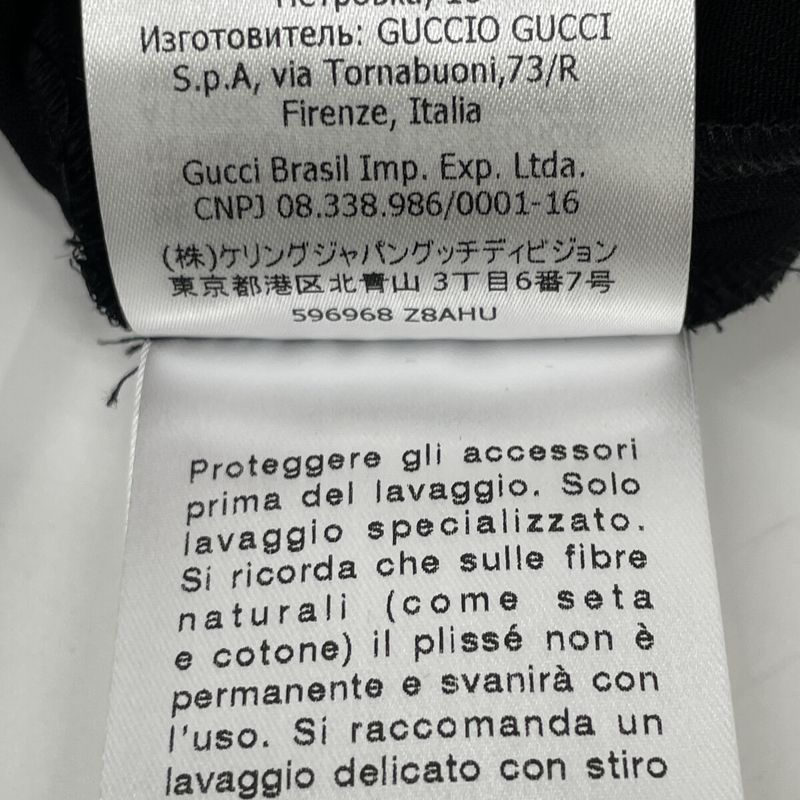 Петровка, 16
Изготовитель: GUCCIO GUCCI
S.p.A, via Tornabuoni,73/R
Firenze, Italia
Gucci Brasil Imp. Exp. Ltda.
CNPJ 08.338.986/0001-16
(株)ケリングジャパングッチディビジョン
東京都港区北青山 3丁目6番7号
596968 Z8AHU
Proteggere gli accessori
prima del lavaggio. Solo
lavaggio specializzato.
Si ricorda che sulle fibre
naturali (come seta
e cotone) il plissé non è
permanente e svanirà con
l'uso. Si raccomanda un
lavaggio delicato con stiro